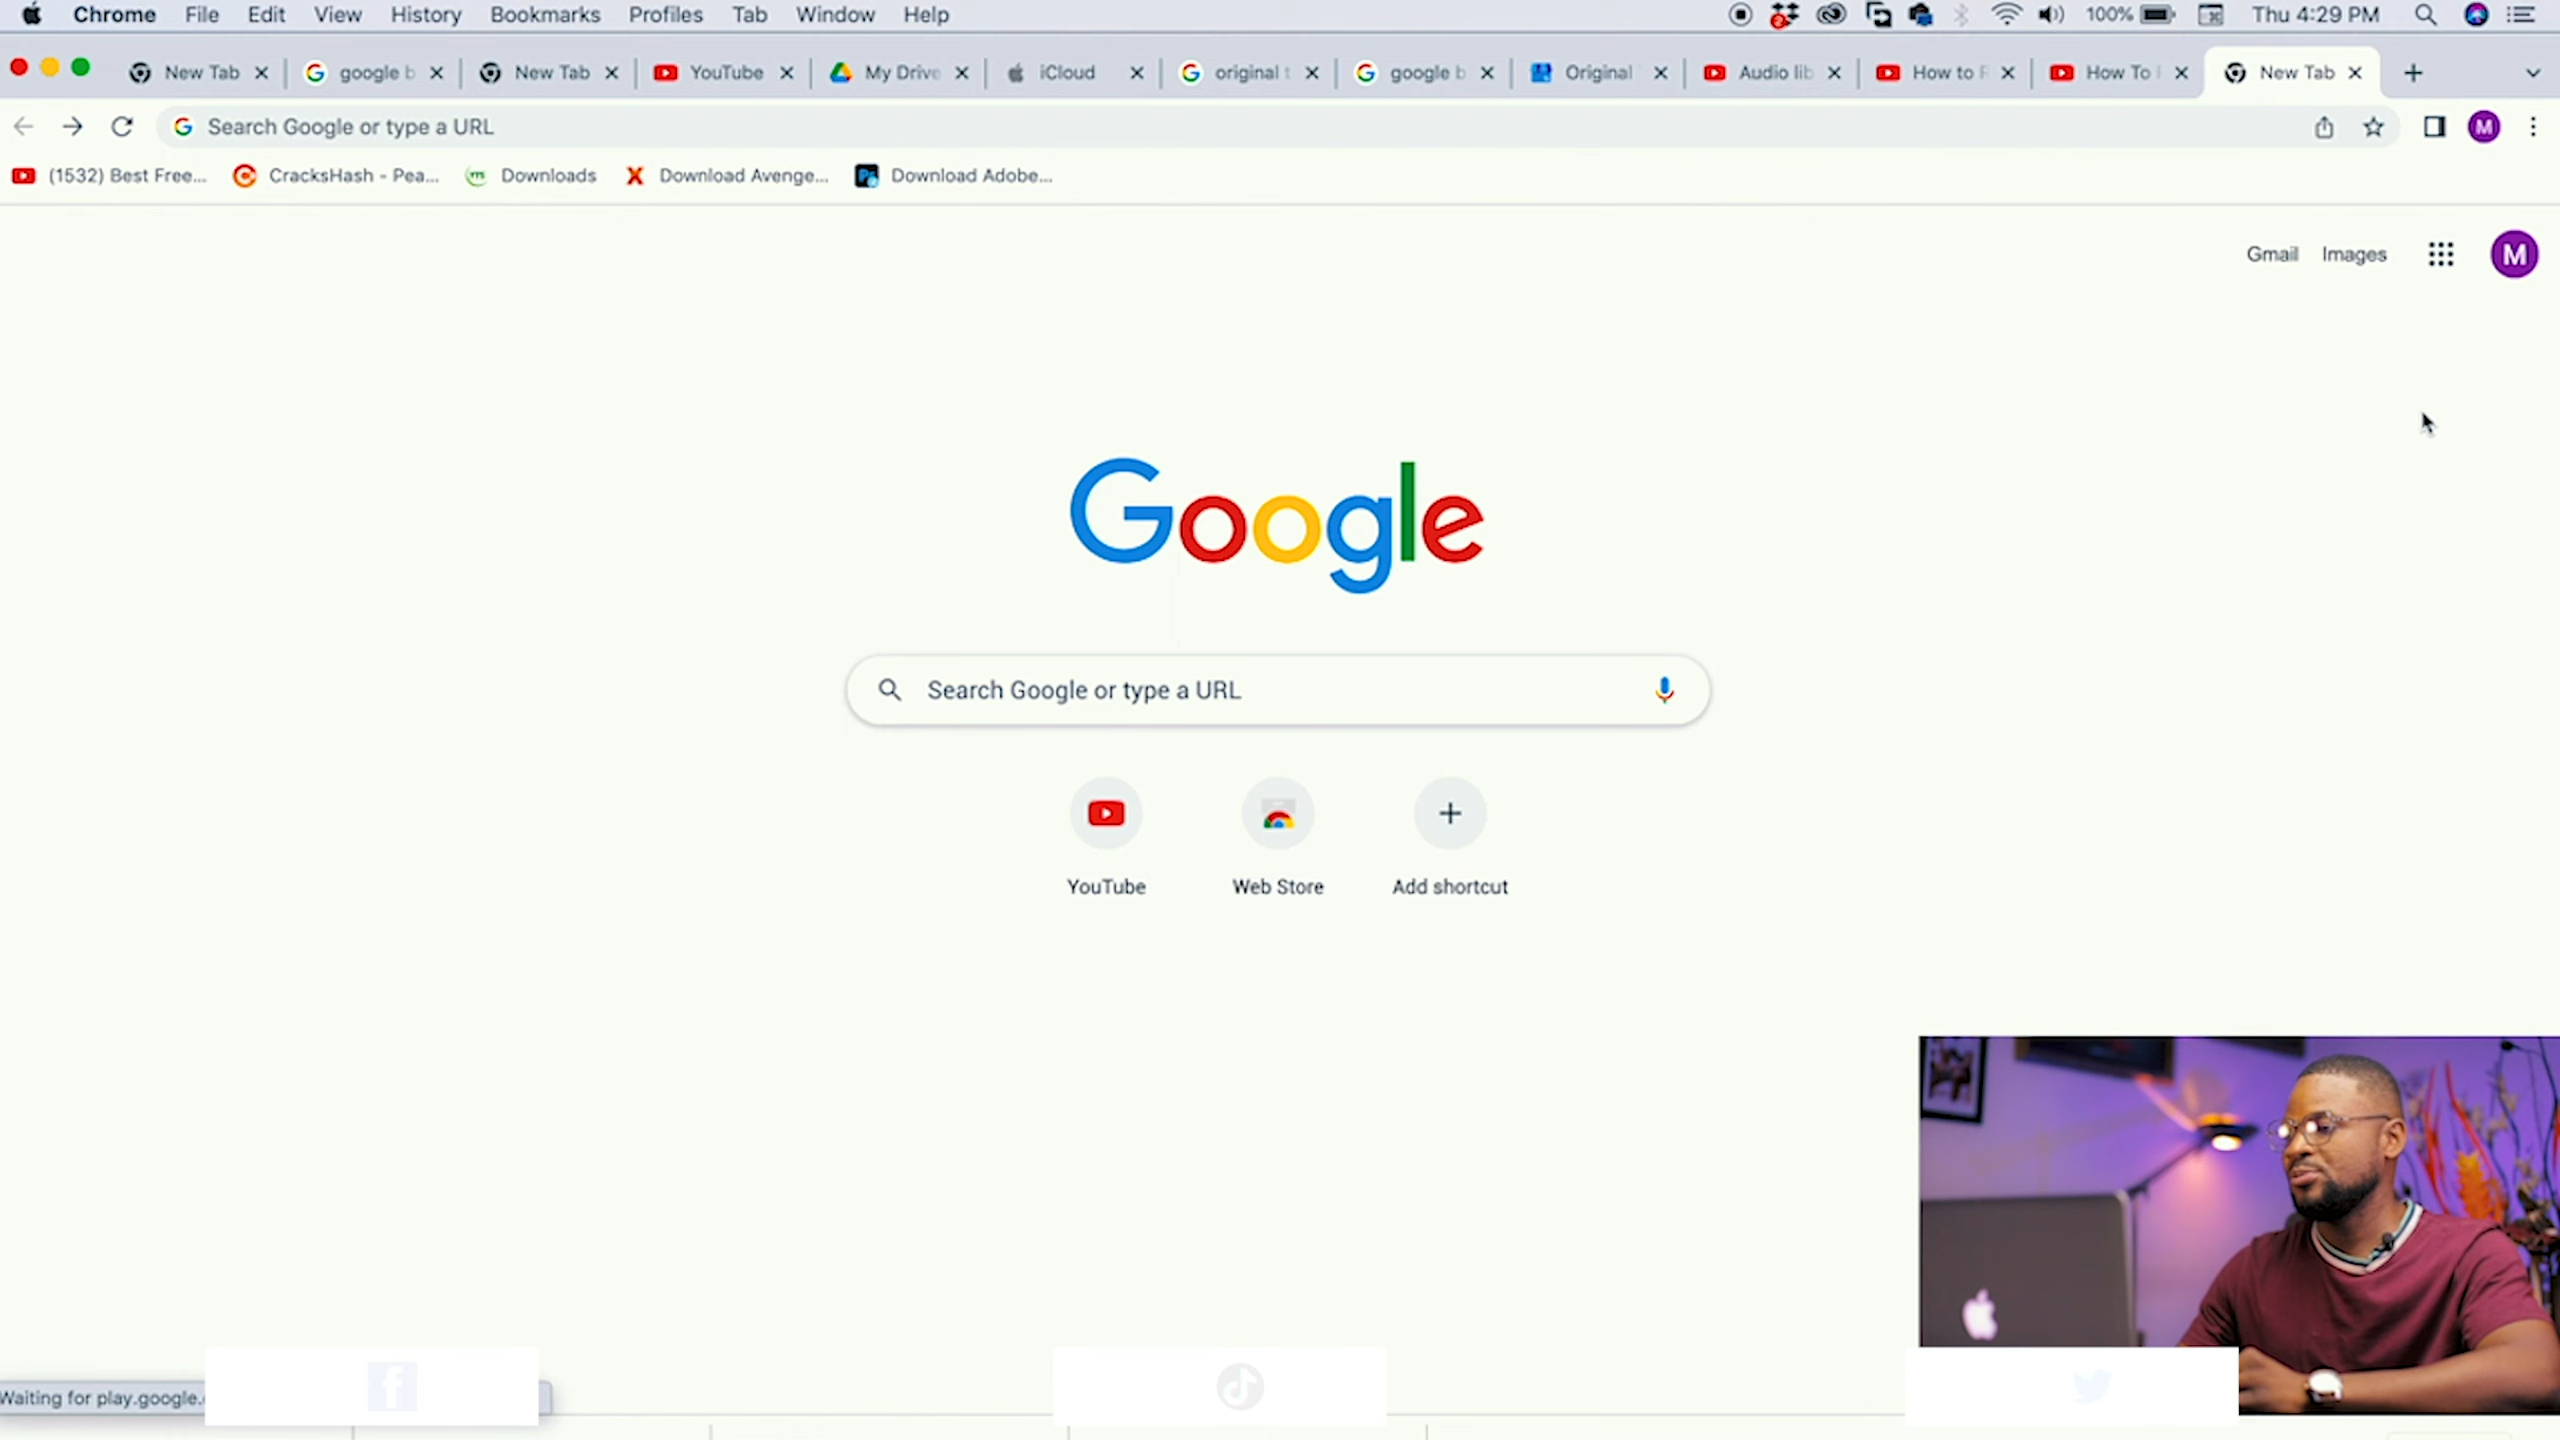 Chrome File Edit View History Bookmarks Profiles Tab Window Help 2 100% Thu 4:29 PM
New Tab google b New Tab YouTube My Drive iCloud original t google b Original Audio lib How to How To New Tab
Search Google or type a URL M
(1532) Best Free... CracksHash - Pea... m Downloads X Download Avenge... Ps Download Adobe...
Gmail Images M
Google
Search Google or type a URL
YouTube Web Store Add shortcut
Waiting for play.google.